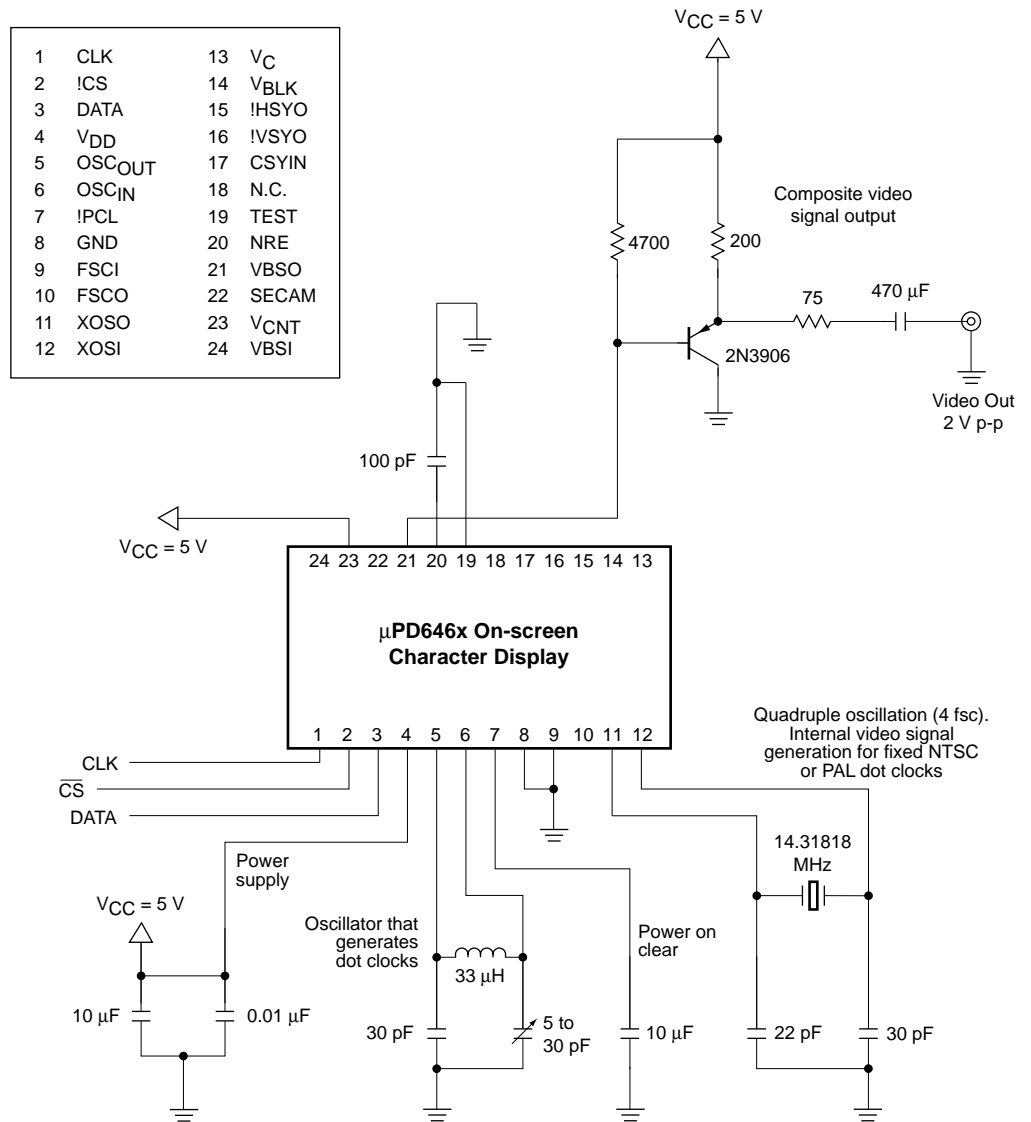 1 CLK 13 VC
2 !CS 14 VBLK
3 DATA 15 !HSYO
4 VDD 16 !VSYO
5 OSCOUT 17 CSYIN
6 OSCIN 18 N.C.
7 !PCL 19 TEST
8 GND 20 NRE
9 FSCI 21 VBSO
10 FSCO 22 SECAM
11 XOSO 23 VCNT
12 XOSI 24 VBSI
VCC = 5 V
Composite video
signal output
4700
200
75
470 μF
2N3906
Video Out
2 V p-p
100 pF
VCC = 5 V
24 23 22 21 20 19 18 17 16 15 14 13
μPD646x On-screen
Character Display
1 2 3 4 5 6 7 8 9 10 11 12
CLK
CS
DATA
Quadruple oscillation (4 fsc).
Internal video signal
generation for fixed NTSC
or PAL dot clocks
14.31818
MHz
Power
supply
VCC = 5 V
10 μF
0.01 μF
Oscillator that
generates
dot clocks
33 μH
30 pF
5 to
30 pF
Power on
clear
10 μF
22 pF
30 pF